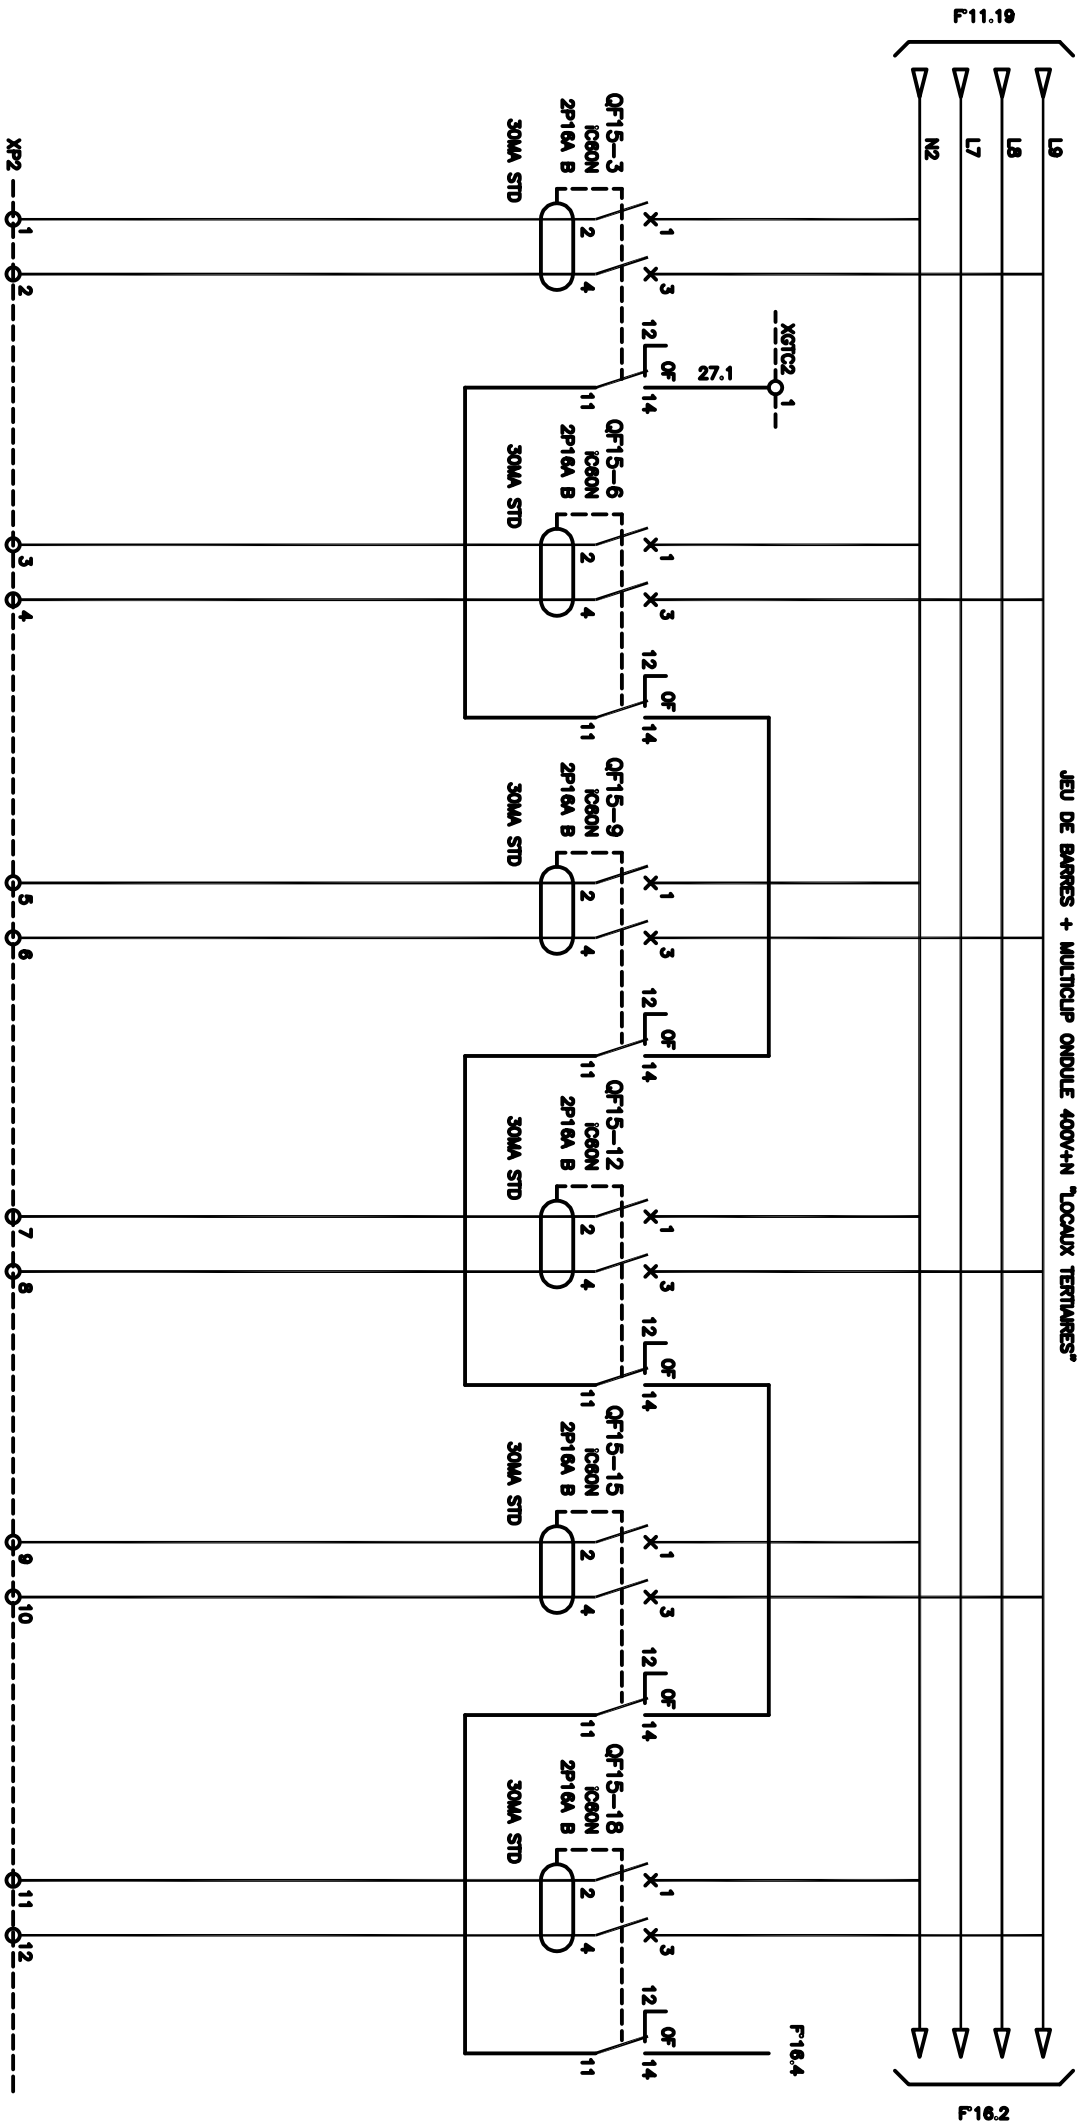 F°11.19
JEU DE BARRES + MULTICLIP ONDULE 400V+N "LOCAUX TERTIAIRES"
F°16.2
L9
L8
L7
N2
XGTC2
1
27.1
F°16.4
QF15-3
iC60N
2P16A B
30MA STD
1
3
2
4
12
OF
14
11
QF15-6
iC60N
2P16A B
30MA STD
1
3
2
4
12
OF
14
11
QF15-9
iC60N
2P16A B
30MA STD
1
3
2
4
12
OF
14
11
QF15-12
iC60N
2P16A B
30MA STD
1
3
2
4
12
OF
14
11
QF15-15
iC60N
2P16A B
30MA STD
1
3
2
4
12
OF
14
11
QF15-18
iC60N
2P16A B
30MA STD
1
3
2
4
12
OF
14
11
XP2
1
2
3
4
5
6
7
8
9
10
11
12